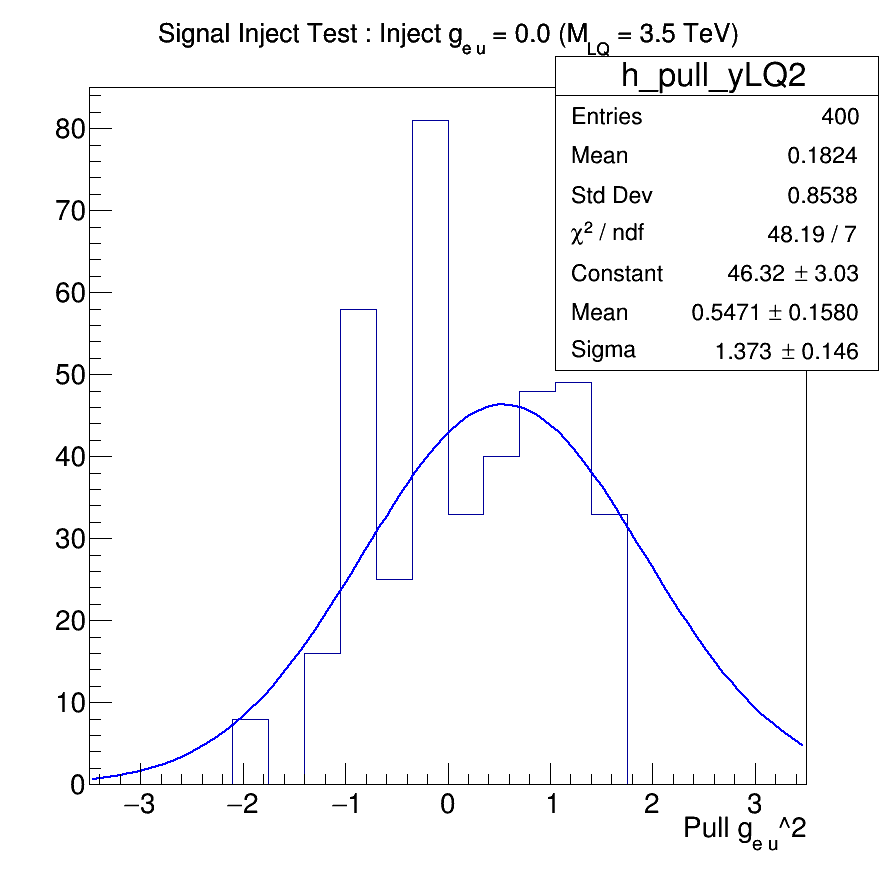 Signal Inject Test : Inject g_e u = 0.0 (M_LQ = 3.5 TeV)
h_pull_yLQ2
Entries 400
Mean 0.1824
Std Dev 0.8538
χ² / ndf 48.19 / 7
Constant 46.32 ± 3.03
Mean 0.5471 ± 0.1580
Sigma 1.373 ± 0.146
80
70
60
50
40
30
20
10
0
−3 −2 −1 0 1 2 3
Pull g_e u^2